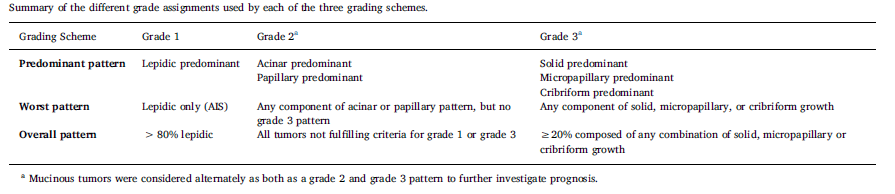 Summary of the different grade assignments used by each of the three grading schemes.
Grading Scheme Grade 1 Grade 2ᵃ Grade 3ᵃ
Predominant pattern Lepidic predominant Acinar predominant Solid predominant
Papillary predominant Micropapillary predominant
Cribriform predominant
Worst pattern Lepidic only (AIS) Any component of acinar or papillary pattern, but no Any component of solid, micropapillary, or cribriform growth
grade 3 pattern
Overall pattern > 80% lepidic All tumors not fulfilling criteria for grade 1 or grade 3 ≥20% composed of any combination of solid, micropapillary or
cribriform growth
ᵃ Mucinous tumors were considered alternately as both as a grade 2 and grade 3 pattern to further investigate prognosis.